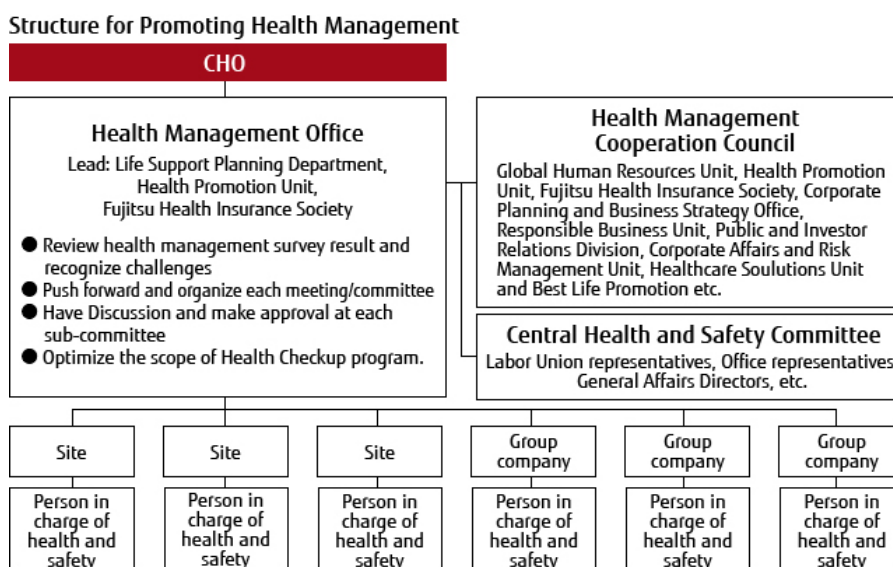 Structure for Promoting Health Management
CHO
Health Management Office
Lead: Life Support Planning Department,
Health Promotion Unit,
Fujitsu Health Insurance Society
● Review health management survey result and
recognize challenges
● Push forward and organize each meeting/committee
● Have Discussion and make approval at each
sub-committee
● Optimize the scope of Health Checkup program.
Health Management
Cooperation Council
Global Human Resources Unit, Health Promotion
Unit, Fujitsu Health Insurance Society, Corporate
Planning and Business Strategy Office,
Responsible Business Unit, Public and Investor
Relations Division, Corporate Affairs and Risk
Management Unit, Healthcare Soulutions Unit
and Best Life Promotion etc.
Central Health and Safety Committee
Labor Union representatives, Office representatives
General Affairs Directors, etc.
Site
Site
Site
Group
company
Group
company
Group
company
Person in
charge of
health and
safety
Person in
charge of
health and
safety
Person in
charge of
health and
safety
Person in
charge of
health and
safety
Person in
charge of
health and
safety
Person in
charge of
health and
safety